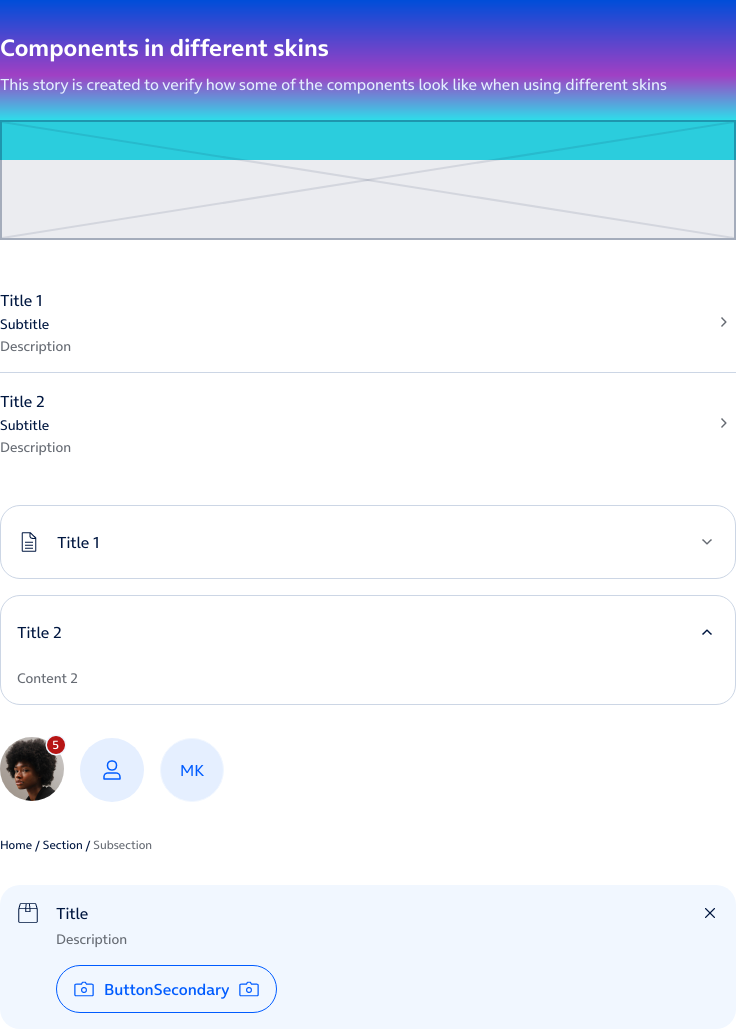 Components in different skins
This story is created to verify how some of the components look like when using different skins
Title 1
Subtitle
Description
Title 2
Subtitle
Description
Title 1
Title 2
Content 2
5
MK
Home / Section / Subsection
Title
Description
ButtonSecondary